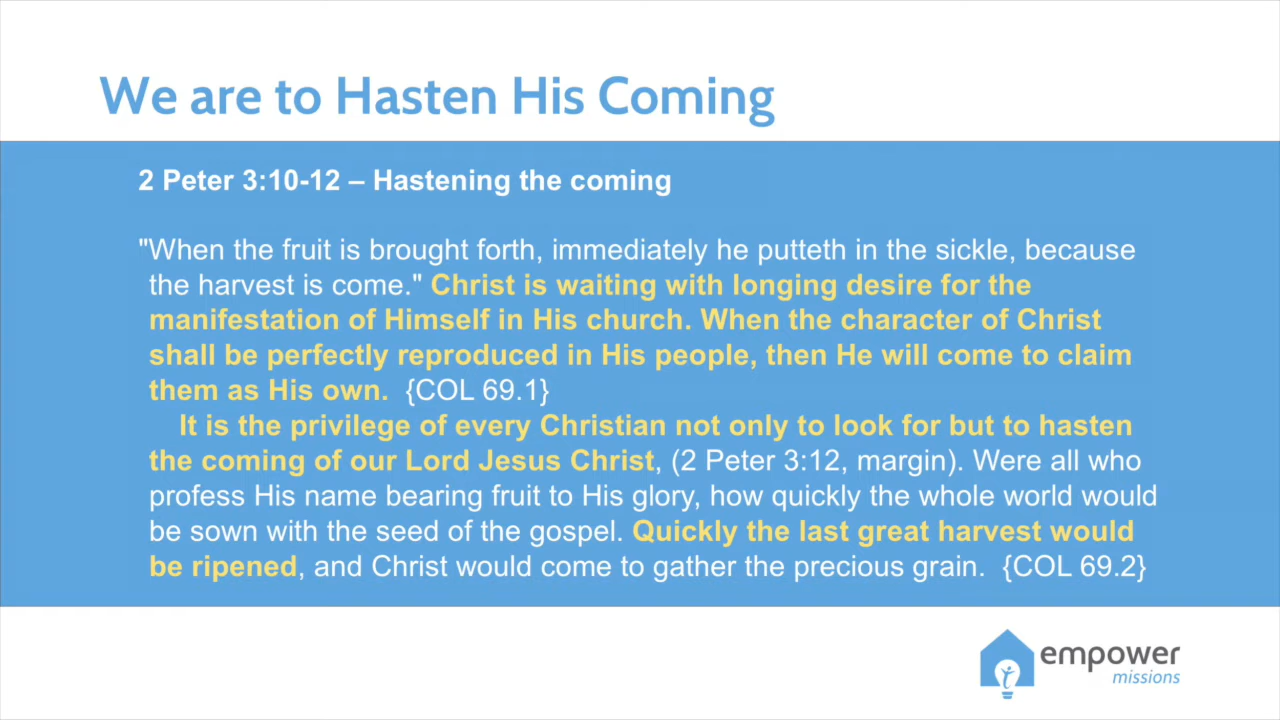 We are to Hasten His Coming
2 Peter 3:10-12 – Hastening the coming
"When the fruit is brought forth, immediately he putteth in the sickle, because
the harvest is come." Christ is waiting with longing desire for the
manifestation of Himself in His church. When the character of Christ
shall be perfectly reproduced in His people, then He will come to claim
them as His own. {COL 69.1}
It is the privilege of every Christian not only to look for but to hasten
the coming of our Lord Jesus Christ, (2 Peter 3:12, margin). Were all who
profess His name bearing fruit to His glory, how quickly the whole world would
be sown with the seed of the gospel. Quickly the last great harvest would
be ripened, and Christ would come to gather the precious grain. {COL 69.2}
empower
missions